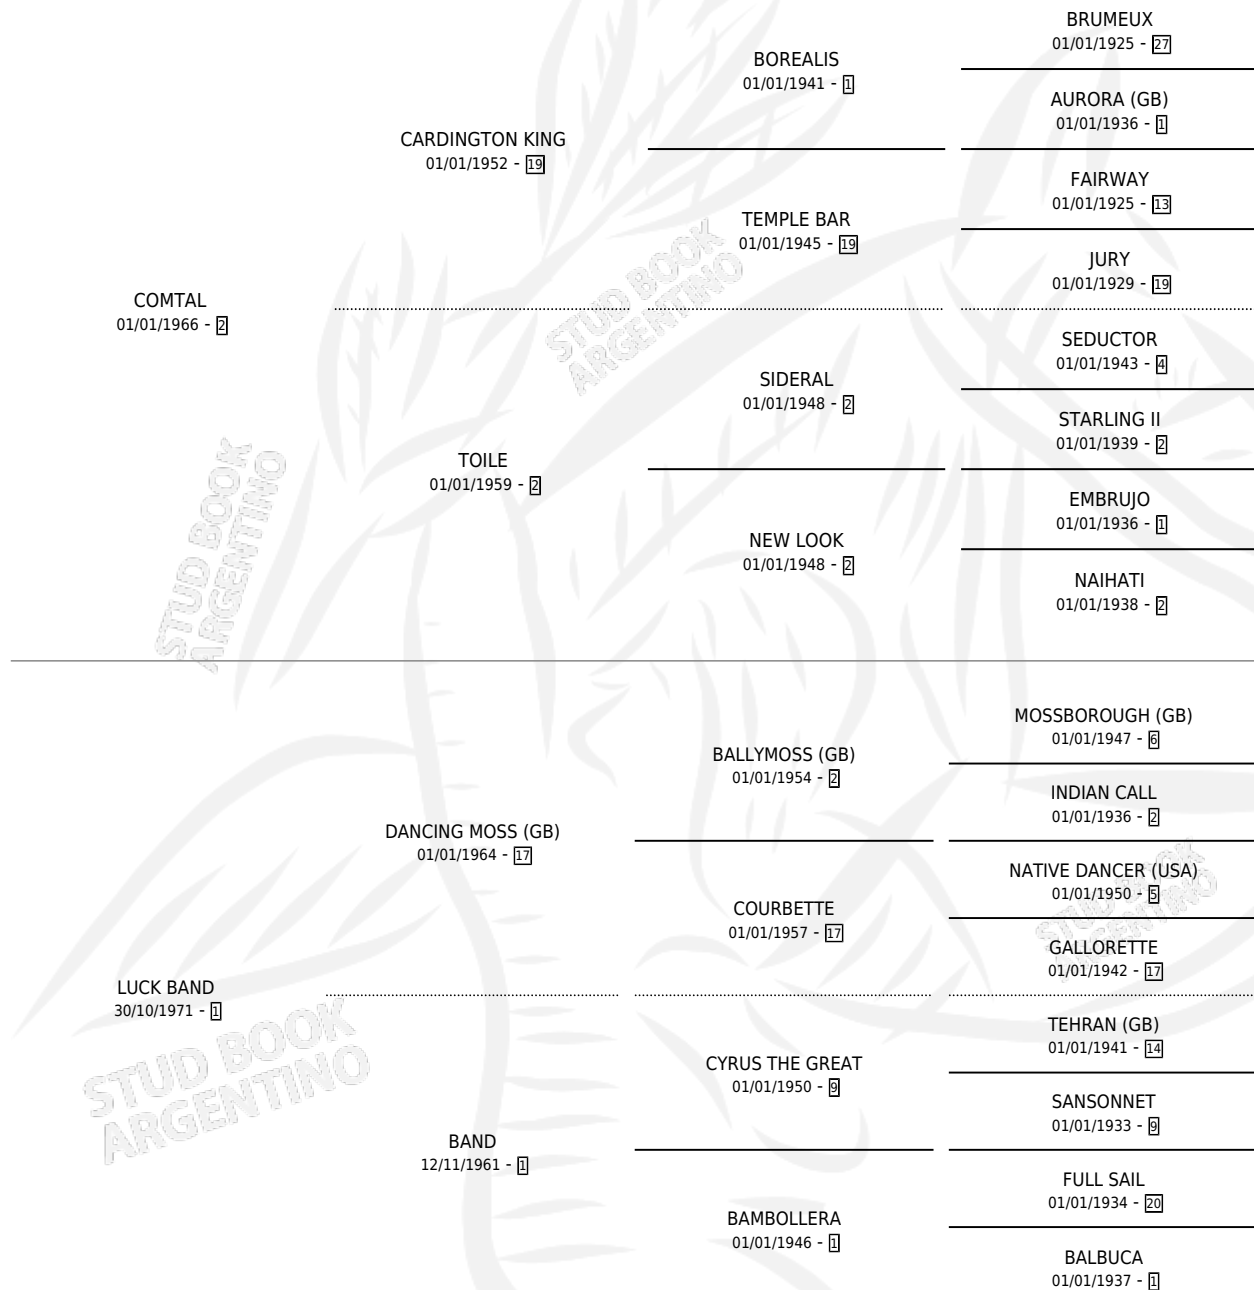 BRUMEUX
01/01/1925 - 27
BOREALIS
01/01/1941 - 1
AURORA (GB)
01/01/1936 - 1
CARDINGTON KING
01/01/1952 - 19
FAIRWAY
01/01/1925 - 13
TEMPLE BAR
01/01/1945 - 19
JURY
01/01/1929 - 19
COMTAL
01/01/1966 - 2
STUD BOOK
ARGENTINO
SEDUCTOR
01/01/1943 - 4
SIDERAL
01/01/1948 - 2
STARLING II
01/01/1939 - 2
TOILE
01/01/1959 - 2
EMBRUJO
01/01/1936 - 1
NEW LOOK
01/01/1948 - 2
NAIHATI
01/01/1938 - 2
STUD BOOK
ARGENTINO
MOSSBOROUGH (GB)
01/01/1947 - 6
BALLYMOSS (GB)
01/01/1954 - 2
INDIAN CALL
01/01/1936 - 2
DANCING MOSS (GB)
01/01/1964 - 17
NATIVE DANCER (USA)
01/01/1950 - 5
COURBETTE
01/01/1957 - 17
GALLORETTE
01/01/1942 - 17
STUD BOOK
ARGENTINO
LUCK BAND
30/10/1971 - 1
TEHRAN (GB)
01/01/1941 - 14
CYRUS THE GREAT
01/01/1950 - 9
SANSONNET
01/01/1933 - 9
STUD BOOK
ARGENTINO
BAND
12/11/1961 - 1
FULL SAIL
01/01/1934 - 20
BAMBOLLERA
01/01/1946 - 1
BALBUCA
01/01/1937 - 1